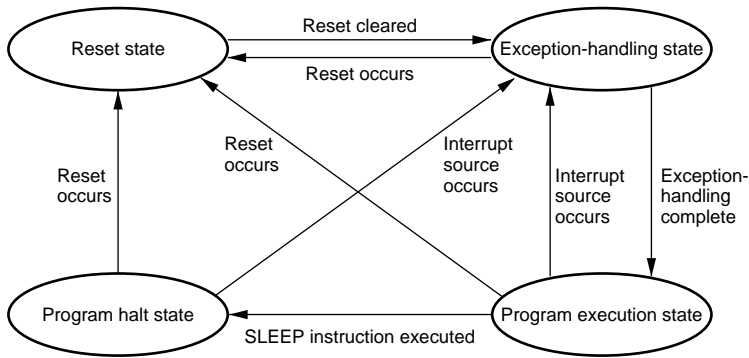 Reset cleared
Reset state
Exception-handling state
Reset occurs
Reset
occurs
Reset
occurs
Interrupt
source
occurs
Interrupt
source
occurs
Exception-
handling
complete
Program halt state
Program execution state
SLEEP instruction executed